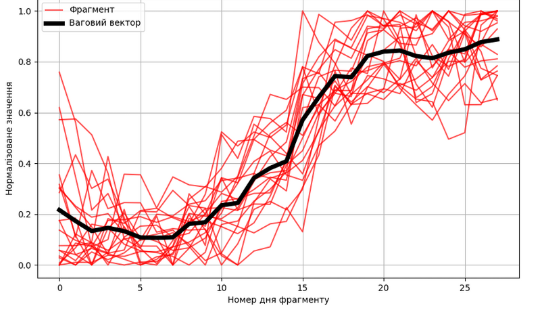 1.0
0.8
0.6
0.4
0.2
0.0
Нормалізоване значення
Фрагмент
Ваговий вектор
0 5 10 15 20 25
Номер дня фрагменту